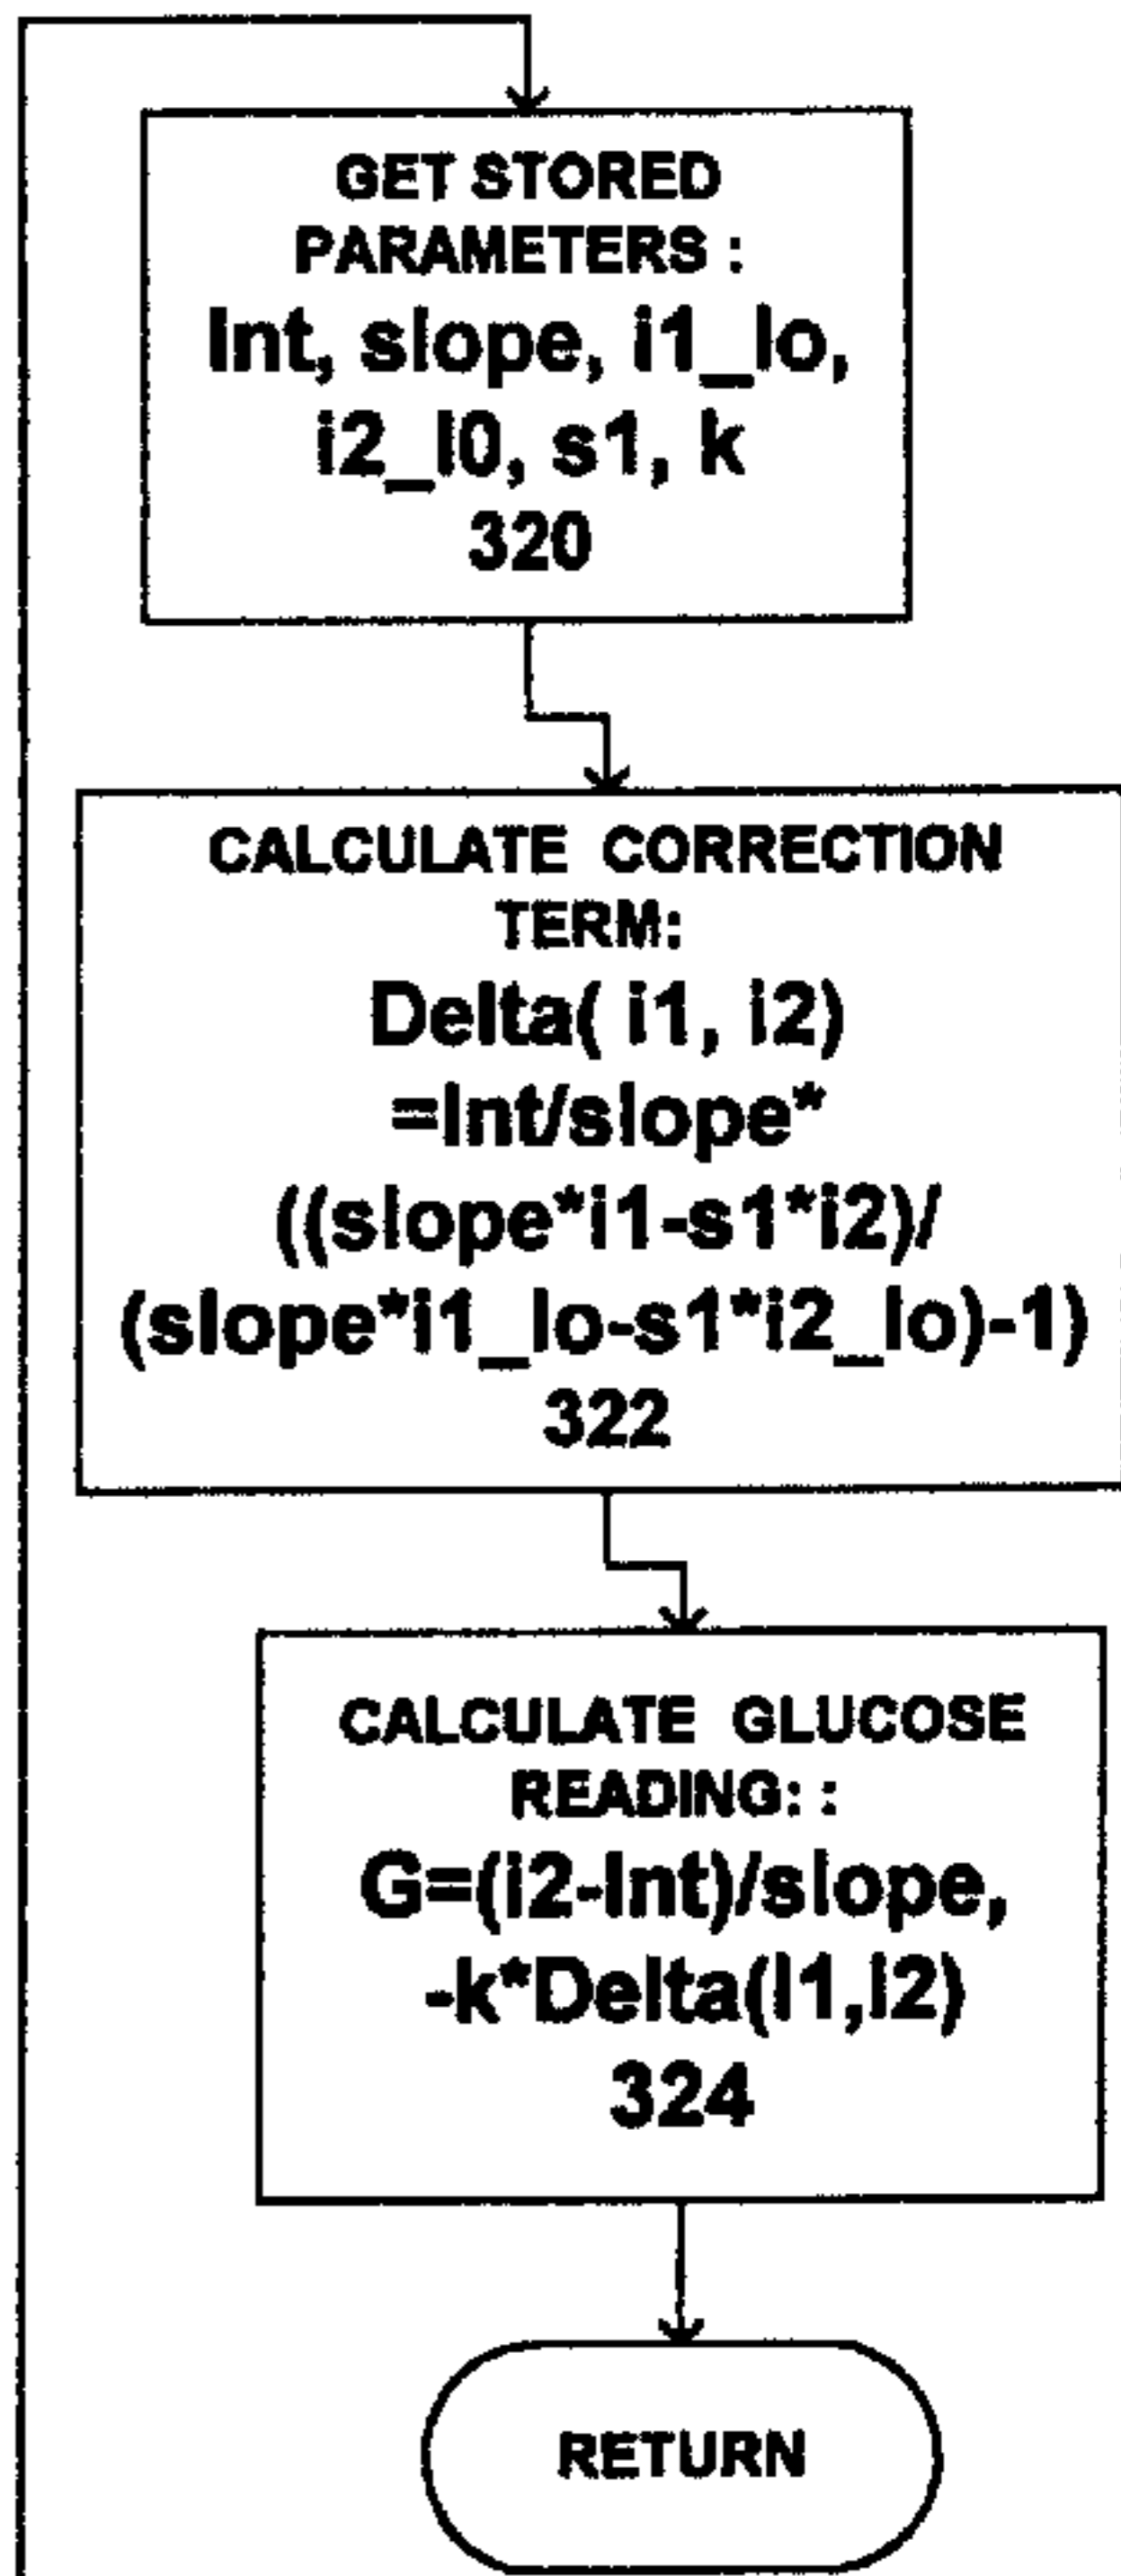 GET STORED
PARAMETERS :
Int, slope, i1_lo,
i2_l0, s1, k
320
CALCULATE CORRECTION
TERM:
Delta( i1, i2)
=Int/slope*
((slope*i1-s1*i2)/
(slope*i1_lo-s1*i2_lo)-1)
322
CALCULATE GLUCOSE
READING: :
G=(i2-Int)/slope,
-k*Delta(I1,I2)
324
RETURN